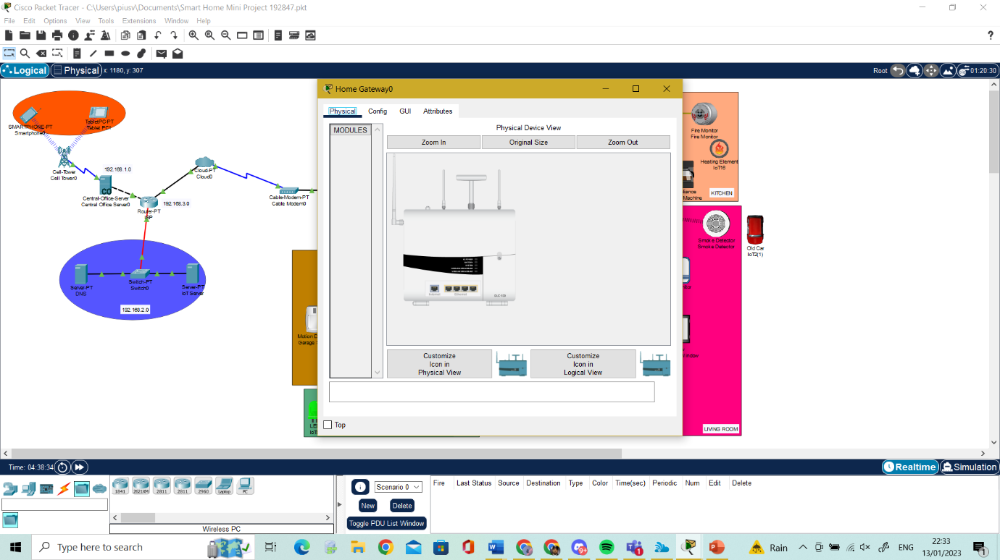 Cisco Packet Tracer - C:\Users\piusv\Documents\Smart Home Mini Project 192847.pkt
File Edit Options View Tools Extensions Window Help
?
Logical Physical x: 1180, y: 307 Root 01:20:30
SMARTPHONE-PT
Smartphone0
TabletPC-PT
Tablet PC1
Cell-Tower
Cell Tower0
192.168.1.0
CO
Central-Office-Server
Central Office Server0
Cloud-PT
Cloud0
Router-PT
ISP
192.168.3.0
Cable-Modem-PT
Cable Modem0
Server-PT
DNS
Switch-PT
Switch0
Server-PT
IoT Server
192.168.2.0
Motion D
Garage
LE
IoT
Home Gateway0
Physical Config GUI Attributes
MODULES
Physical Device View
Zoom In Original Size Zoom Out
Internet Ethernet
DLC-100
Customize
Icon in
Physical View
Customize
Icon in
Logical View
Top
Fire Monitor
Fire Monitor
Heating Element
IoT16
liance
Machine
KITCHEN
Smoke Detector
Smoke Detector
Old Car
IoT2(1)
nitor
Window
LIVING ROOM
Time: 04:38:34 Realtime Simulation
1841 2621XM 2811 2811 2960 Laptop PC
Wireless PC
Scenario 0
New Delete
Toggle PDU List Window
Fire Last Status Source Destination Type Color Time(sec) Periodic Num Edit Delete
Type here to search
9+
1
Rain
ENG
22:33
13/01/2023
1